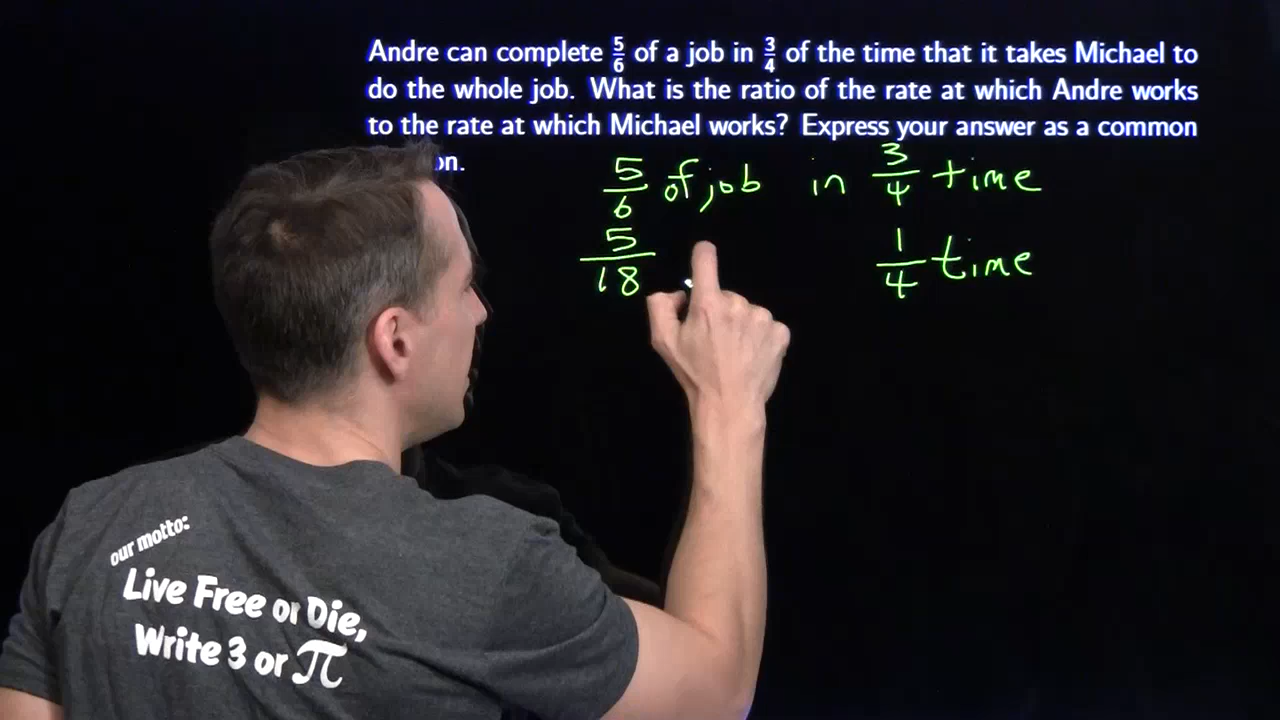 Andre can complete 5/6 of a job in 3/4 of the time that it takes Michael to
do the whole job. What is the ratio of the rate at which Andre works
to the rate at which Michael works? Express your answer as a common
on.
5/6 of job in 3/4 time
5/18 1/4 time
our motto:
Live Free or Die,
Write 3 or π